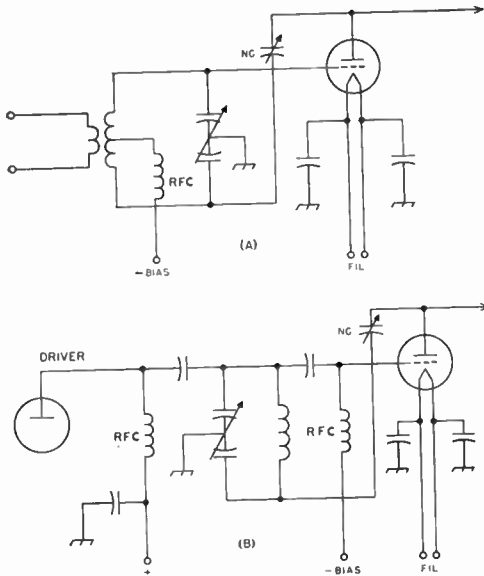 NC
RFC
(A)
-BIAS
FIL
NC
DRIVER
RFC
RFC
(B)
+
-BIAS
FIL